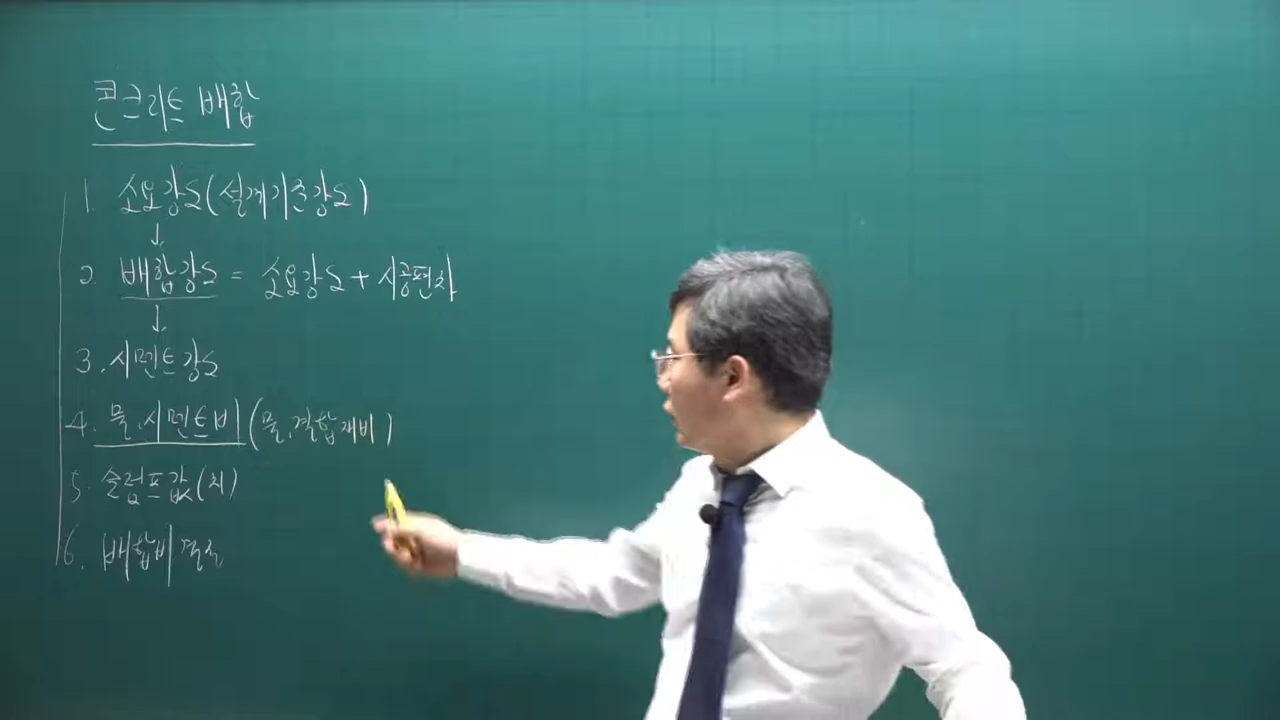 콘크리트 배합
1. 소요강도(설계기준강도)
↓
2. 배합강도 = 소요강도 + 시공편차
↓
3. 시멘트강도
4. 물.시멘트비(물.결합재비)
5. 슬럼프값(치)
6. 배합비 결정